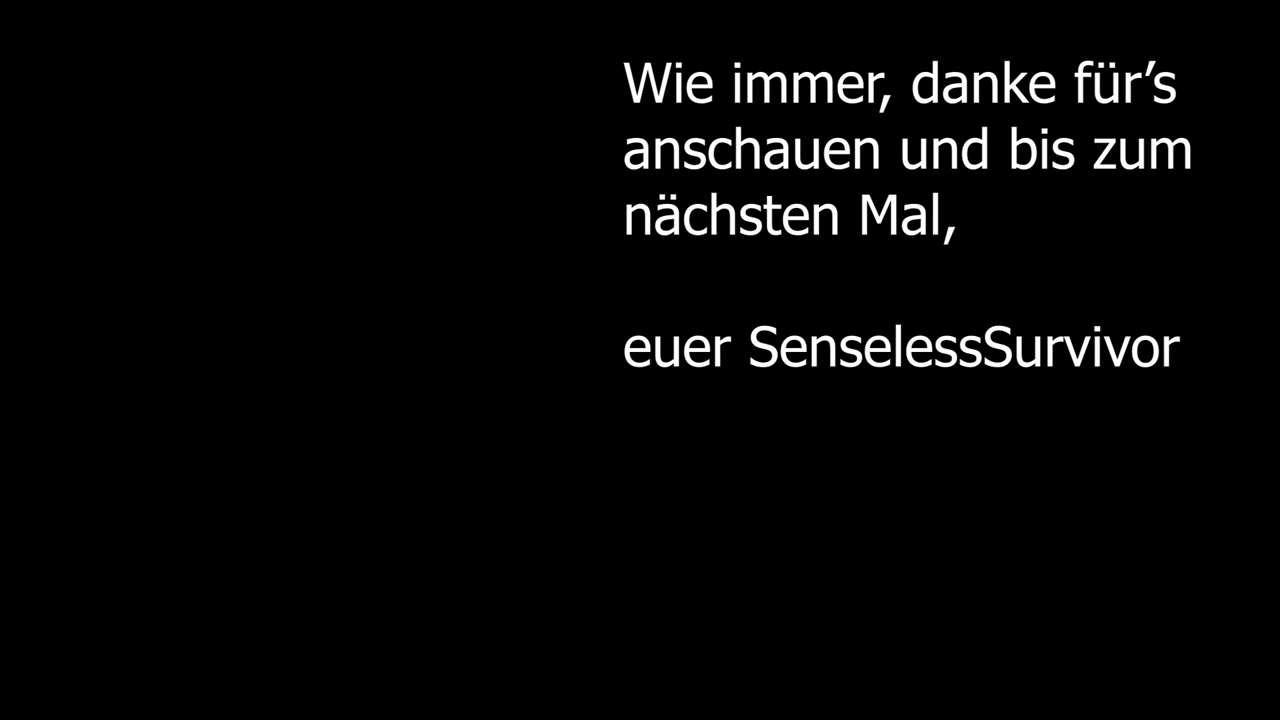 Wie immer, danke für’s
anschauen und bis zum
nächsten Mal,
euer SenselessSurvivor